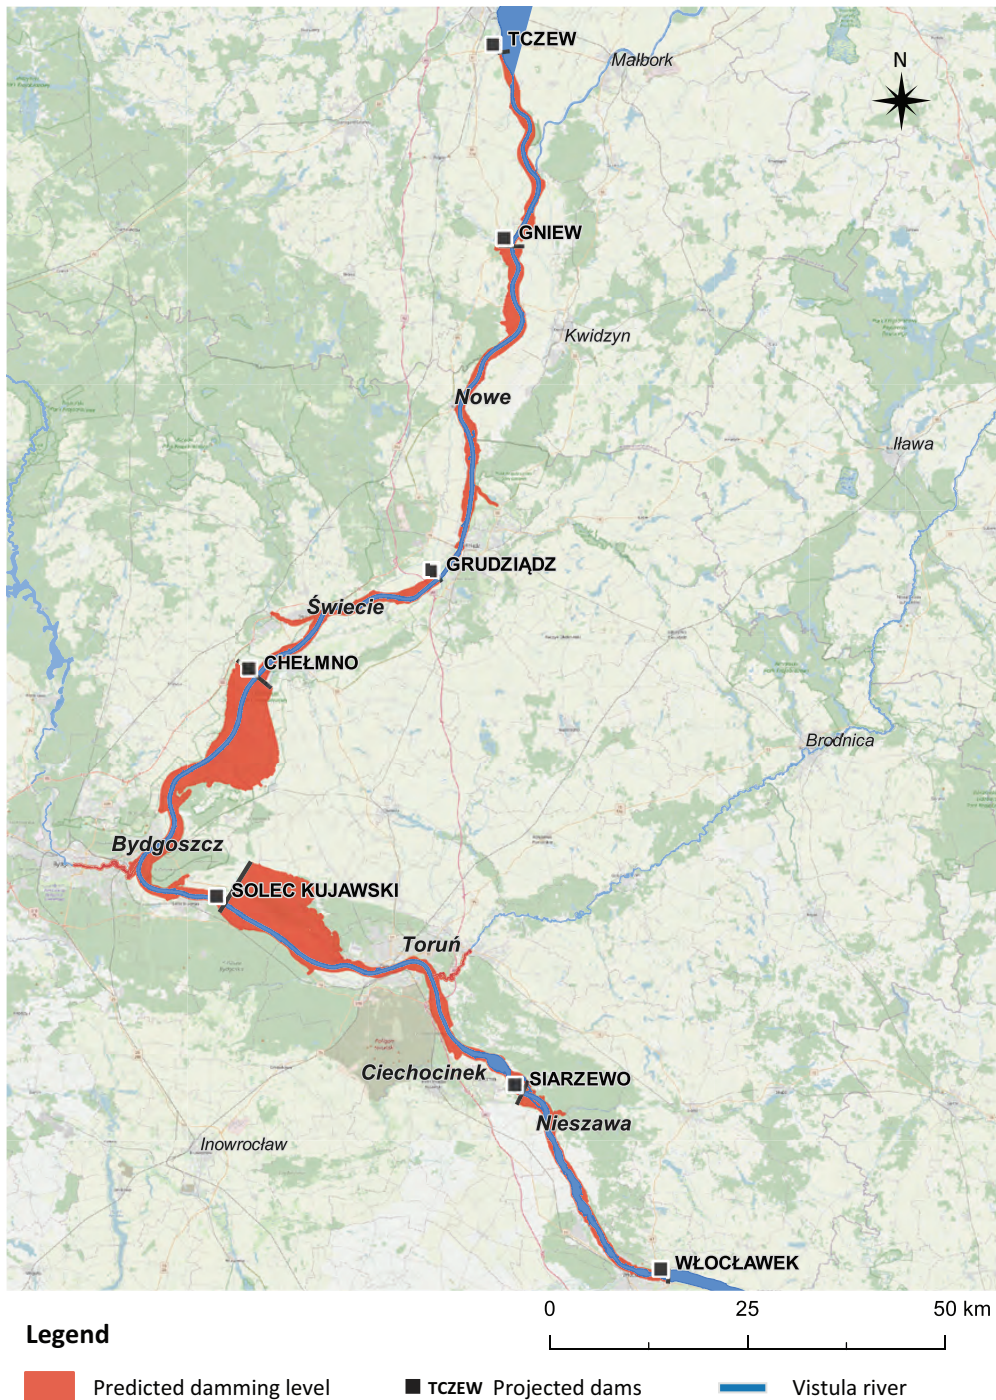 TCZEW
Małbork
N
GNIEW
Kwidzyn
Nowe
Iława
GRUDZIĄDZ
Świecie
CHEŁMNO
Brodnica
Bydgoszcz
SOLEC KUJAWSKI
Toruń
Ciechocinek
SIARZEWO
Nieszawa
Inowrocław
WŁOCŁAWEK
0 25 50 km
Legend
Predicted damming level
TCZEW Projected dams
Vistula river